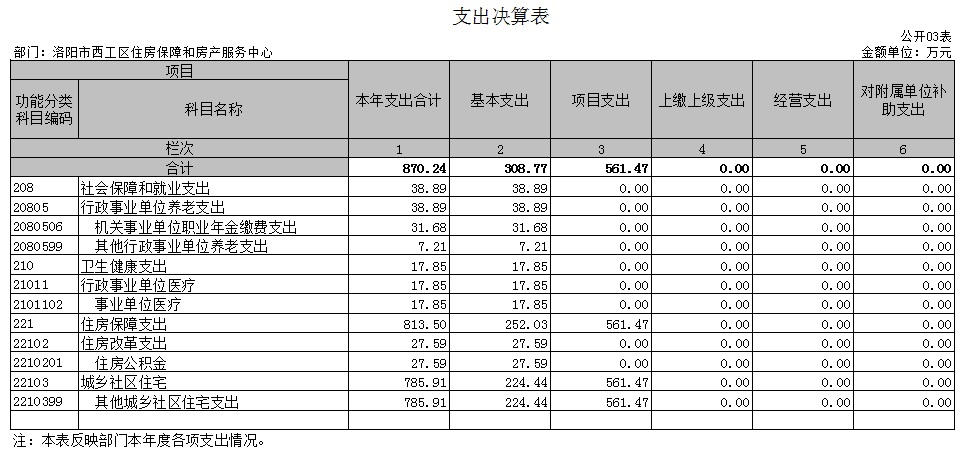 支出决算表
公开03表
部门：洛阳市西工区住房保障和房产服务中心 金额单位：万元
项目
功能分类科目编码 科目名称 本年支出合计 基本支出 项目支出 上缴上级支出 经营支出 对附属单位补助支出
栏次 1 2 3 4 5 6
合计 870.24 308.77 561.47 0.00 0.00 0.00
208 社会保障和就业支出 38.89 38.89 0.00 0.00 0.00 0.00
20805 行政事业单位养老支出 38.89 38.89 0.00 0.00 0.00 0.00
2080506 机关事业单位职业年金缴费支出 31.68 31.68 0.00 0.00 0.00 0.00
2080599 其他行政事业单位养老支出 7.21 7.21 0.00 0.00 0.00 0.00
210 卫生健康支出 17.85 17.85 0.00 0.00 0.00 0.00
21011 行政事业单位医疗 17.85 17.85 0.00 0.00 0.00 0.00
2101102 事业单位医疗 17.85 17.85 0.00 0.00 0.00 0.00
221 住房保障支出 813.50 252.03 561.47 0.00 0.00 0.00
22102 住房改革支出 27.59 27.59 0.00 0.00 0.00 0.00
2210201 住房公积金 27.59 27.59 0.00 0.00 0.00 0.00
22103 城乡社区住宅 785.91 224.44 561.47 0.00 0.00 0.00
2210399 其他城乡社区住宅支出 785.91 224.44 561.47 0.00 0.00 0.00
注：本表反映部门本年度各项支出情况。